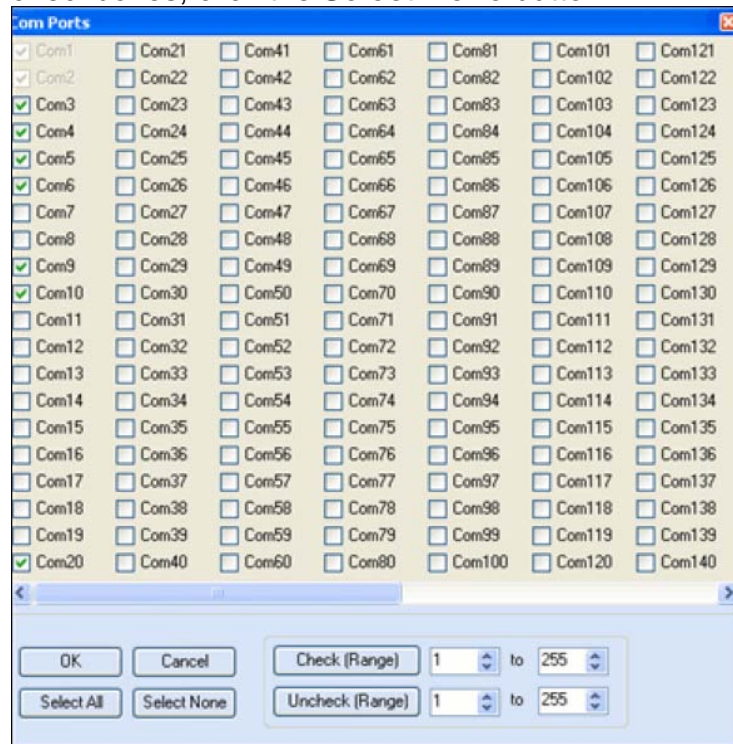 Com Ports
Com1 Com21 Com41 Com61 Com81 Com101 Com121
Com2 Com22 Com42 Com62 Com82 Com102 Com122
Com3 Com23 Com43 Com63 Com83 Com103 Com123
Com4 Com24 Com44 Com64 Com84 Com104 Com124
Com5 Com25 Com45 Com65 Com85 Com105 Com125
Com6 Com26 Com46 Com66 Com86 Com106 Com126
Com7 Com27 Com47 Com67 Com87 Com107 Com127
Com8 Com28 Com48 Com68 Com88 Com108 Com128
Com9 Com29 Com49 Com69 Com89 Com109 Com129
Com10 Com30 Com50 Com70 Com90 Com110 Com130
Com11 Com31 Com51 Com71 Com91 Com111 Com131
Com12 Com32 Com52 Com72 Com92 Com112 Com132
Com13 Com33 Com53 Com73 Com93 Com113 Com133
Com14 Com34 Com54 Com74 Com94 Com114 Com134
Com15 Com35 Com55 Com75 Com95 Com115 Com135
Com16 Com36 Com56 Com76 Com96 Com116 Com136
Com17 Com37 Com57 Com77 Com97 Com117 Com137
Com18 Com38 Com58 Com78 Com98 Com118 Com138
Com19 Com39 Com59 Com79 Com99 Com119 Com139
Com20 Com40 Com60 Com80 Com100 Com120 Com140
OK Cancel Check (Range) 1 to 255
Select All Select None Uncheck (Range) 1 to 255